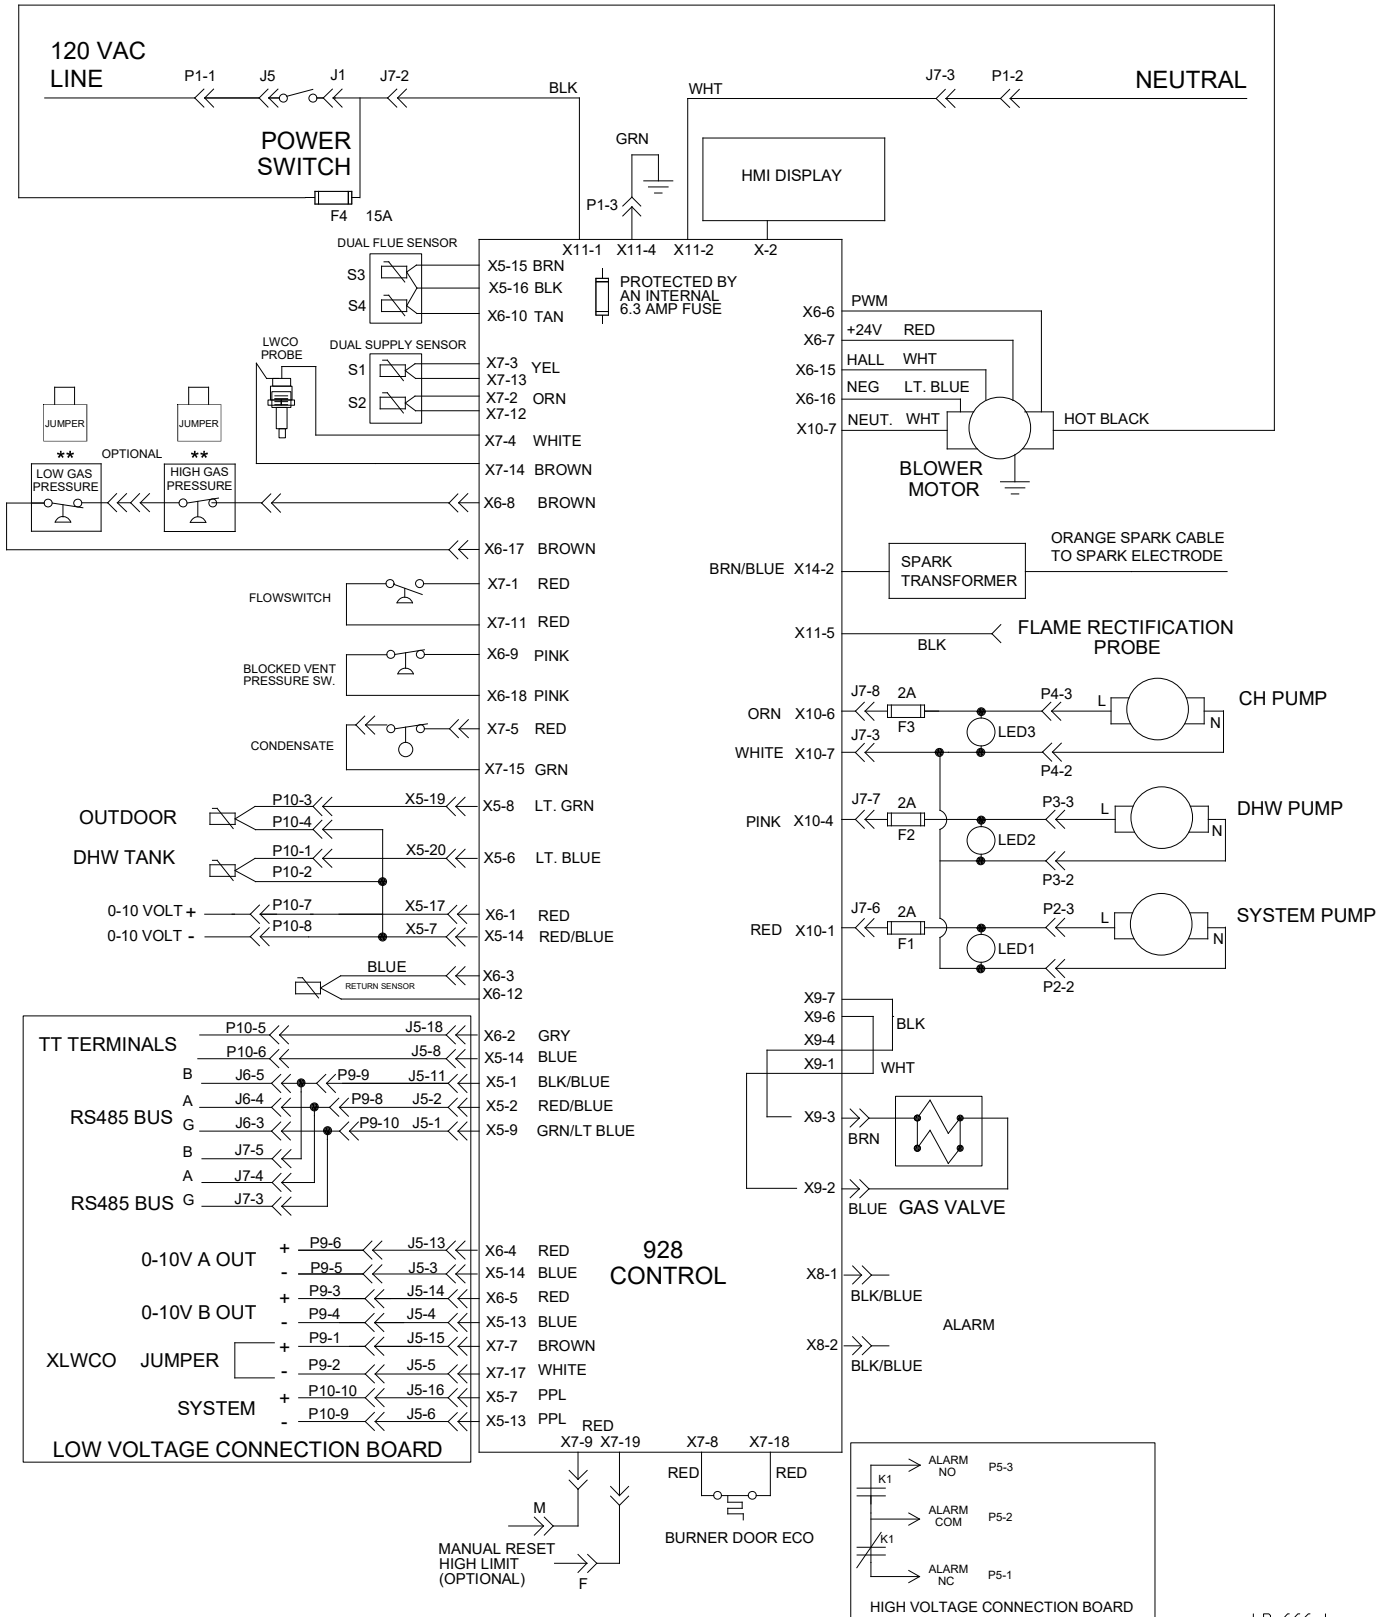 120 VAC
LINE
P1-1
J5
J1
J7-2
BLK
WHT
J7-3
P1-2
NEUTRAL
POWER
SWITCH
F4 15A
GRN
P1-3
HMI DISPLAY
X11-1 X11-4 X11-2 X-2
PROTECTED BY
AN INTERNAL
6.3 AMP FUSE
DUAL FLUE SENSOR
S3
S4
X5-15 BRN
X5-16 BLK
X6-10 TAN
LWCO
PROBE
DUAL SUPPLY SENSOR
S1
S2
X7-3 YEL
X7-13
X7-2 ORN
X7-12
X7-4 WHITE
X7-14 BROWN
JUMPER
JUMPER
** OPTIONAL **
LOW GAS
PRESSURE
HIGH GAS
PRESSURE
X6-8 BROWN
X6-17 BROWN
FLOWSWITCH
X7-1 RED
X7-11 RED
BLOCKED VENT
PRESSURE SW.
X6-9 PINK
X6-18 PINK
CONDENSATE
X7-5 RED
X7-15 GRN
OUTDOOR
P10-3 X5-19 X5-8 LT. GRN
P10-4
DHW TANK
P10-1 X5-20 X5-6 LT. BLUE
P10-2
0-10 VOLT + P10-7 X5-17 X6-1 RED
0-10 VOLT - P10-8 X5-7 X5-14 RED/BLUE
BLUE
RETURN SENSOR
X6-3
X6-12
TT TERMINALS
P10-5 J5-18 X6-2 GRY
P10-6 J5-8 X5-14 BLUE
B J6-5 P9-9 J5-11 X5-1 BLK/BLUE
A J6-4 P9-8 J5-2 X5-2 RED/BLUE
RS485 BUS
G J6-3 P9-10 J5-1 X5-9 GRN/LT BLUE
B J7-5
A J7-4
RS485 BUS G J7-3
0-10V A OUT
+ P9-6 J5-13 X6-4 RED
- P9-5 J5-3 X5-14 BLUE
0-10V B OUT
+ P9-3 J5-14 X6-5 RED
- P9-4 J5-4 X5-13 BLUE
XLWCO JUMPER
+ P9-1 J5-15 X7-7 BROWN
- P9-2 J5-5 X7-17 WHITE
SYSTEM
+ P10-10 J5-16 X5-7 PPL
- P10-9 J5-6 X5-13 PPL
LOW VOLTAGE CONNECTION BOARD
928
CONTROL
RED
X7-9 X7-19 X7-8 X7-18
RED
RED
M
MANUAL RESET
HIGH LIMIT
(OPTIONAL)
F
BURNER DOOR ECO
X6-6 PWM
X6-7 +24V RED
X6-15 HALL WHT
X6-16 NEG LT. BLUE
X10-7 NEUT. WHT
HOT BLACK
BLOWER
MOTOR
BRN/BLUE X14-2
SPARK
TRANSFORMER
ORANGE SPARK CABLE
TO SPARK ELECTRODE
X11-5
BLK
FLAME RECTIFICATION
PROBE
ORN X10-6 J7-8 2A F3 LED3 P4-3 L N CH PUMP
WHITE X10-7 J7-3 P4-2
PINK X10-4 J7-7 2A F2 LED2 P3-3 L N DHW PUMP
P3-2
RED X10-1 J7-6 2A F1 LED1 P2-3 L N SYSTEM PUMP
P2-2
X9-7
X9-6
BLK
X9-4
X9-1
WHT
X9-3
BRN
X9-2
BLUE GAS VALVE
X8-1
BLK/BLUE
ALARM
X8-2
BLK/BLUE
K1
ALARM
NO
P5-3
ALARM
COM
P5-2
K1
ALARM
NC
P5-1
HIGH VOLTAGE CONNECTION BOARD